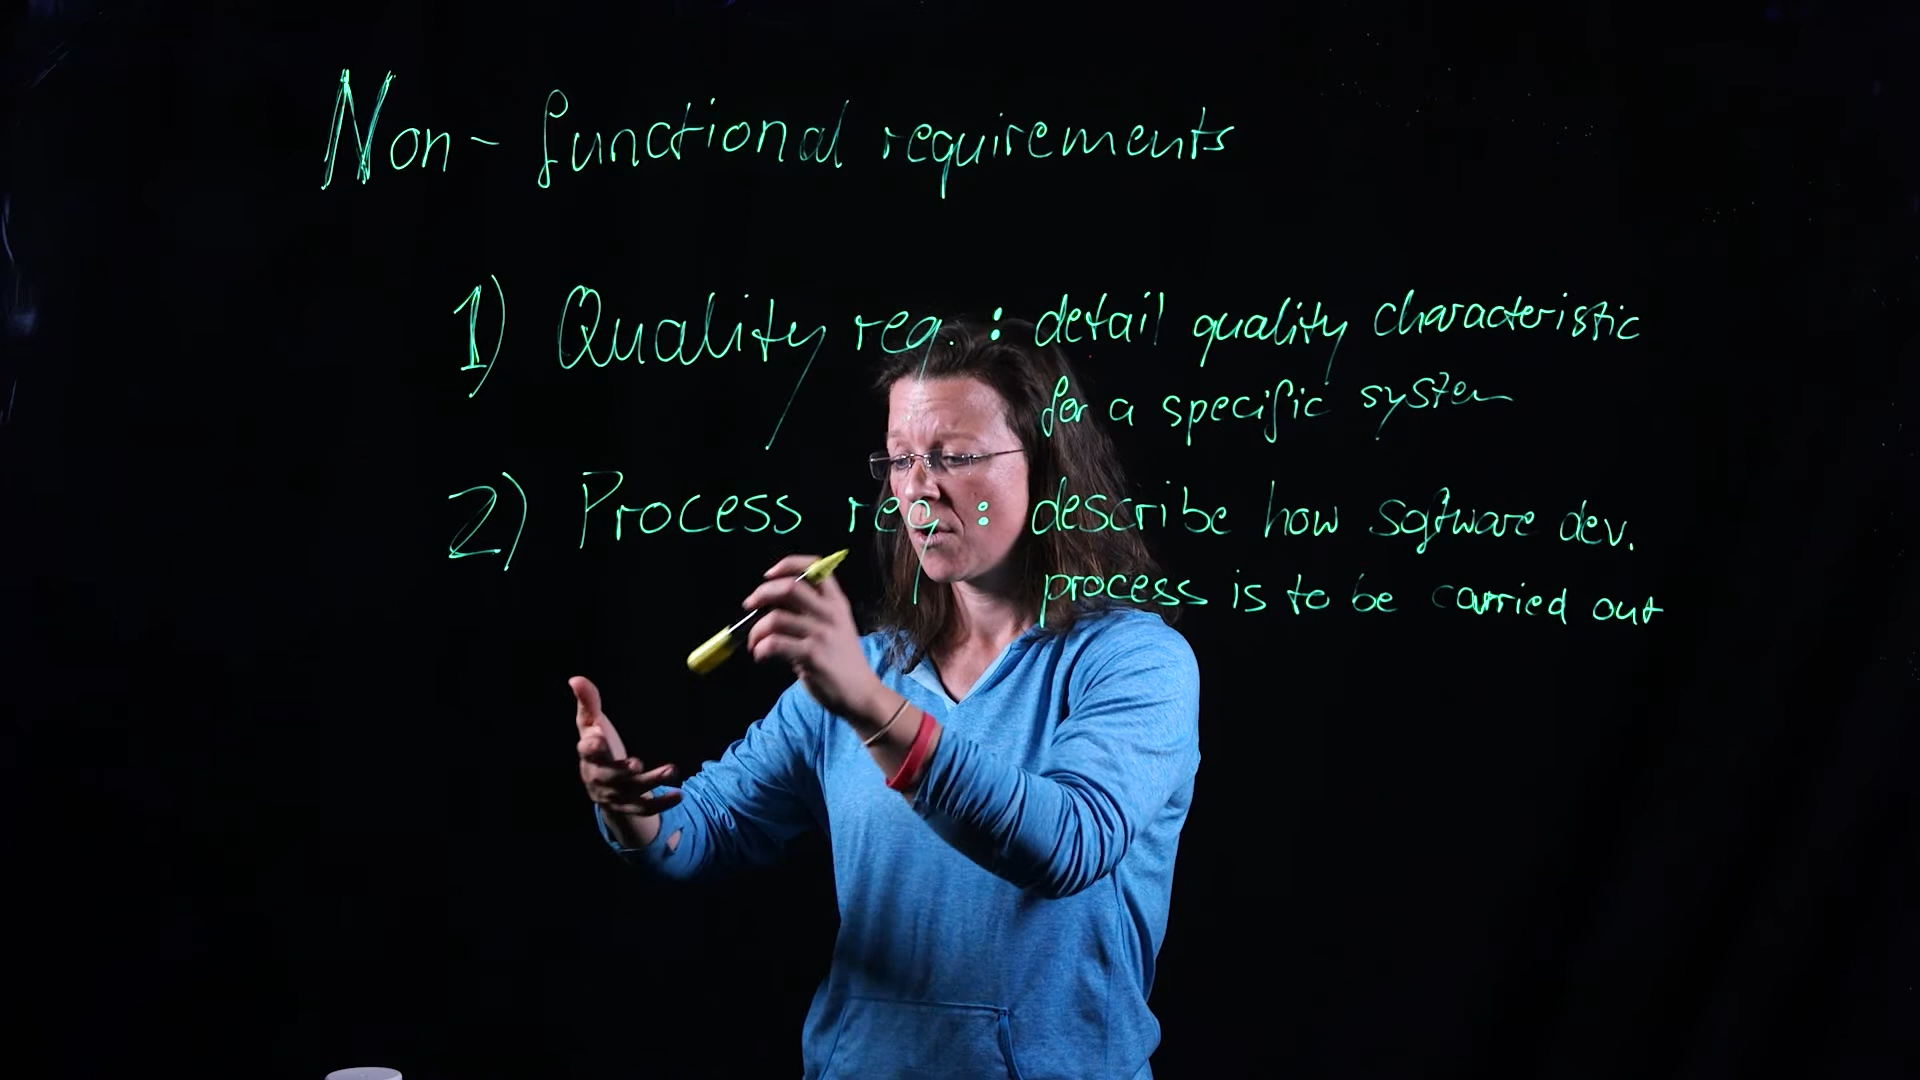 Non-functional requirements
1) Quality req. : detail quality characteristic
for a specific system
2) Process req : describe how software dev.
process is to be carried out